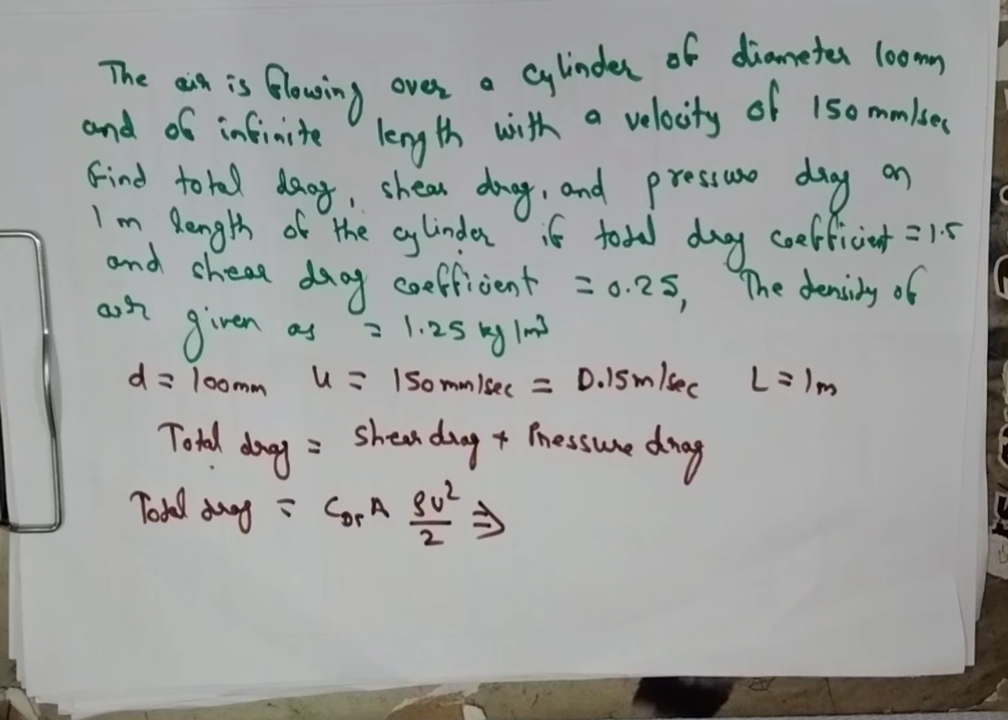 The air is flowing over a cylinder of diameter 100mm
and of infinite length with a velocity of 150 mm/sec
find total drag, shear drag, and pressure drag on
1 m length of the cylinder if total drag coefficient = 1.5
and shear drag coefficient = 0.25, The density of
air given as = 1.25 kg/m³
d = 100mm u = 150mm/sec = 0.15m/sec L = 1m
Total drag = Shear drag + Pressure drag
Total drag = C_DT A ρU²/2 ⇒